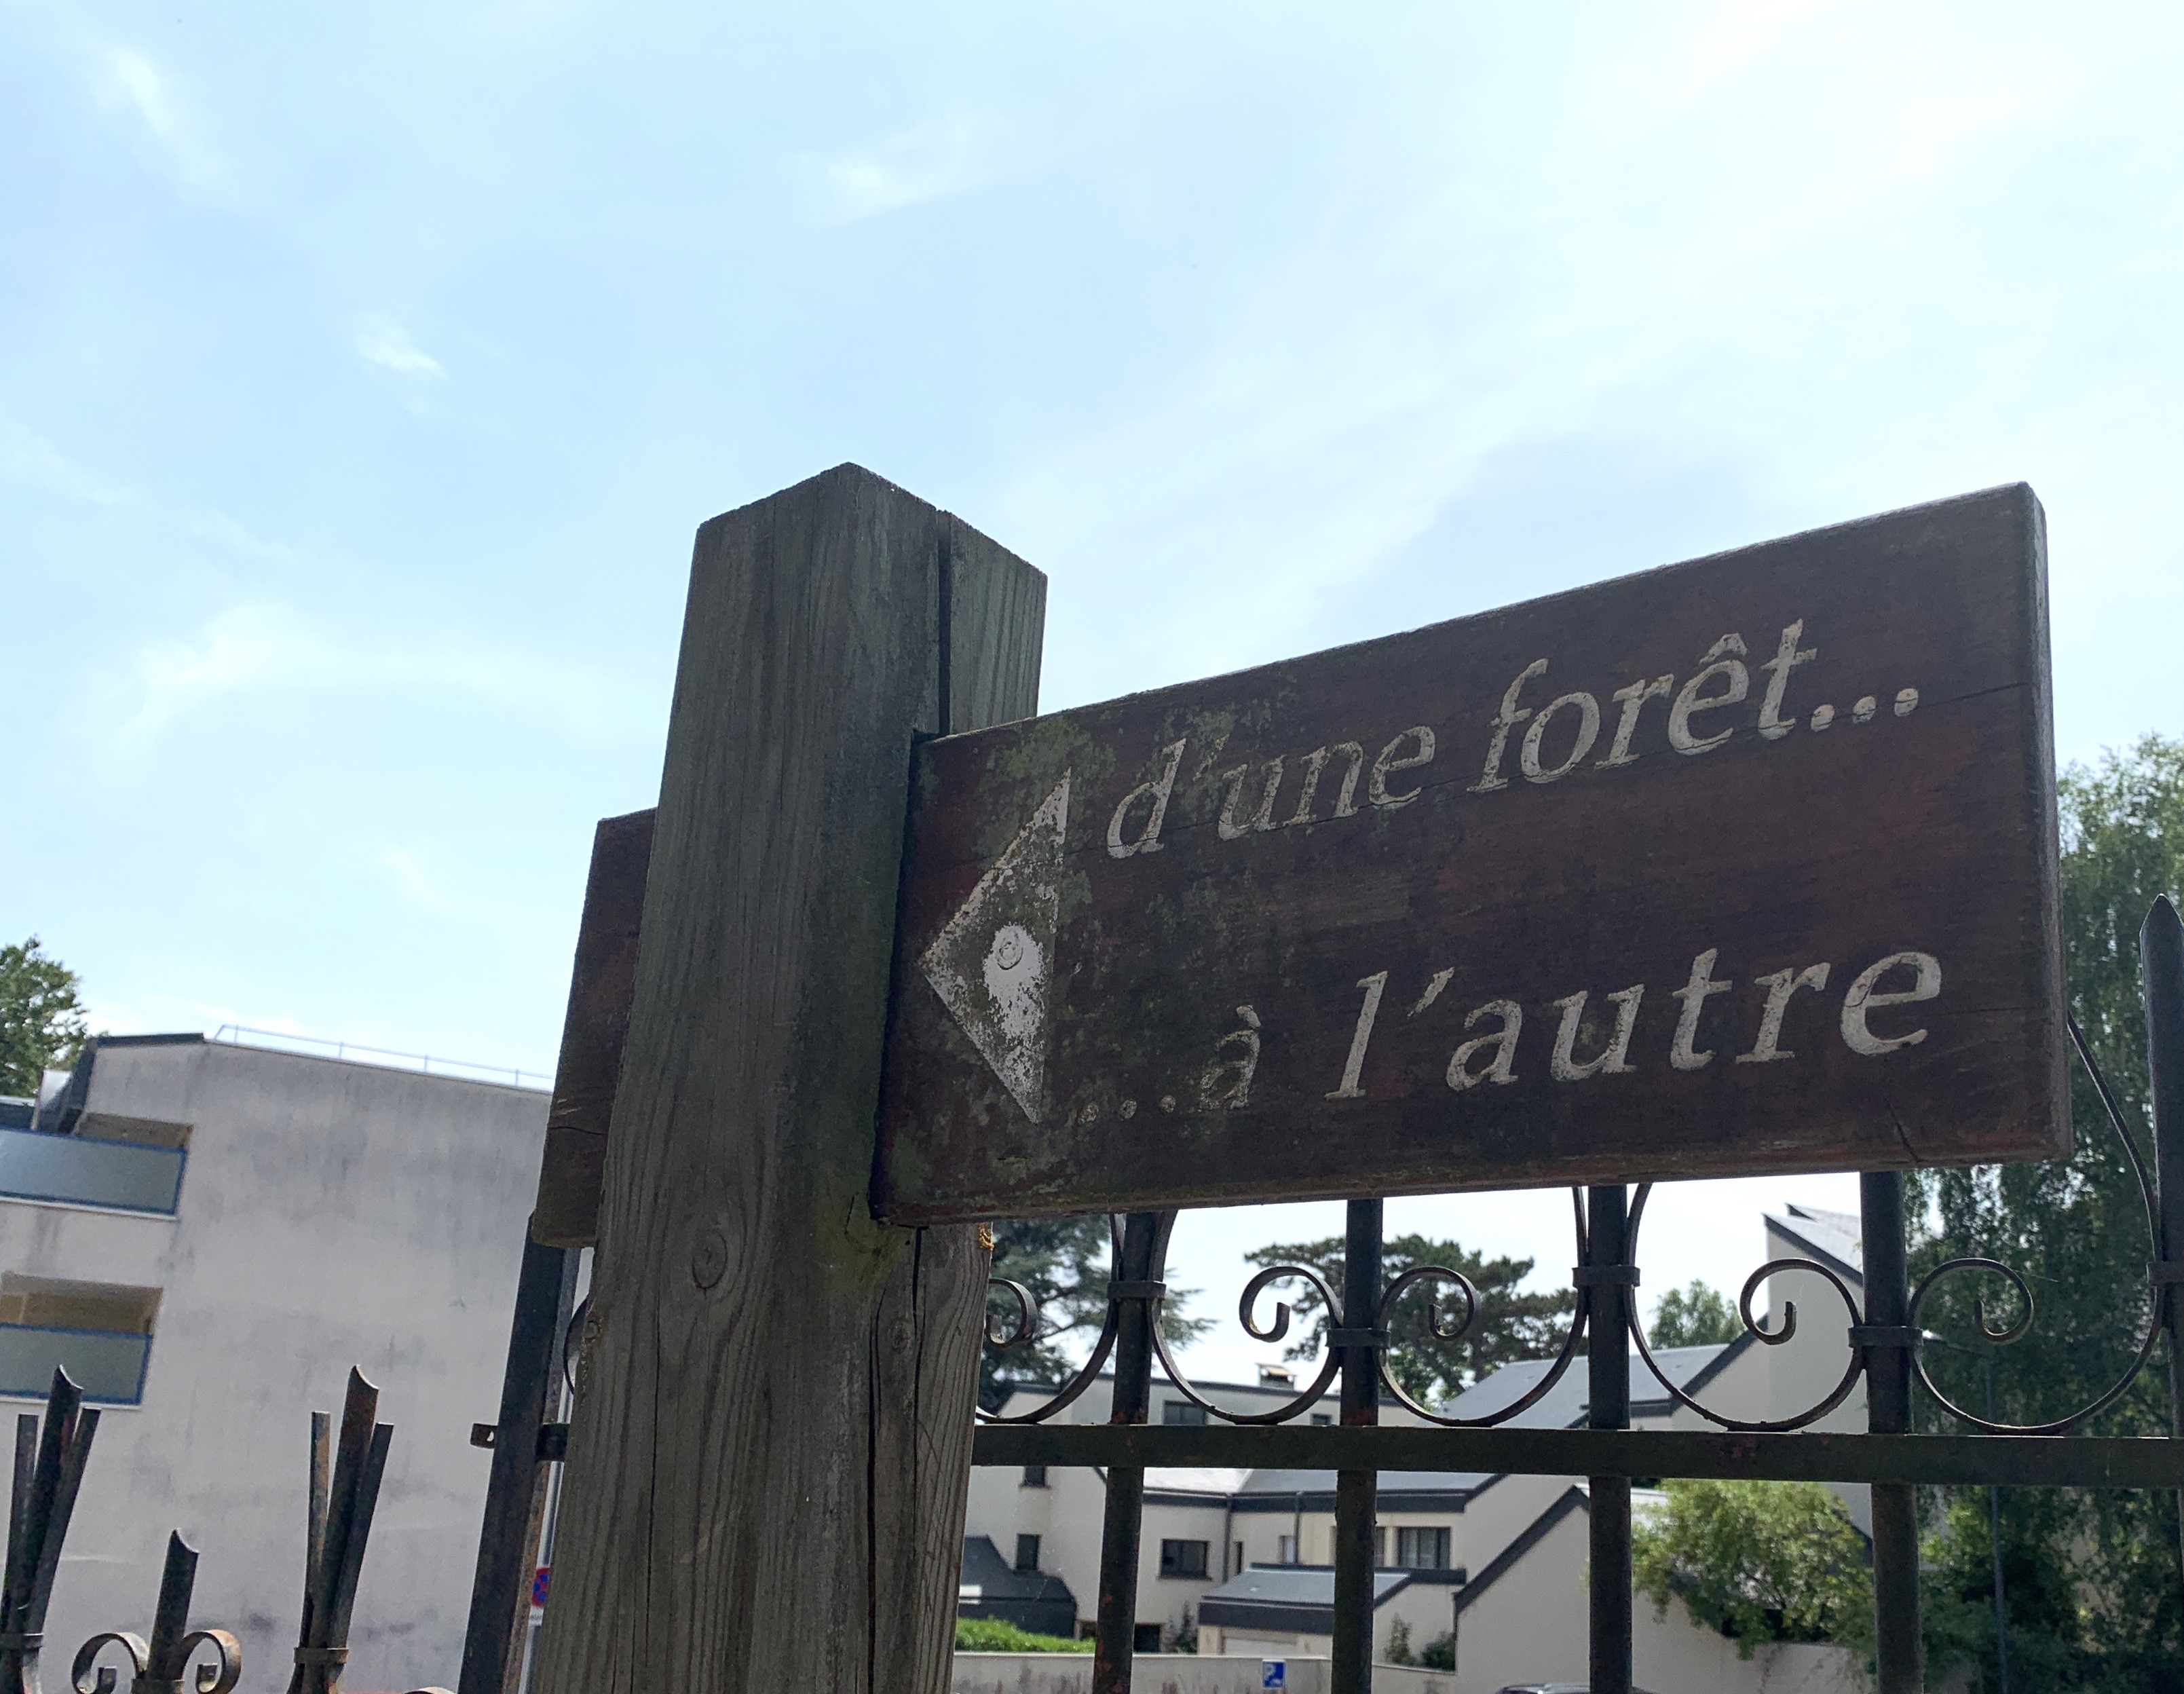 d'une forêt...
...à l'autre
P